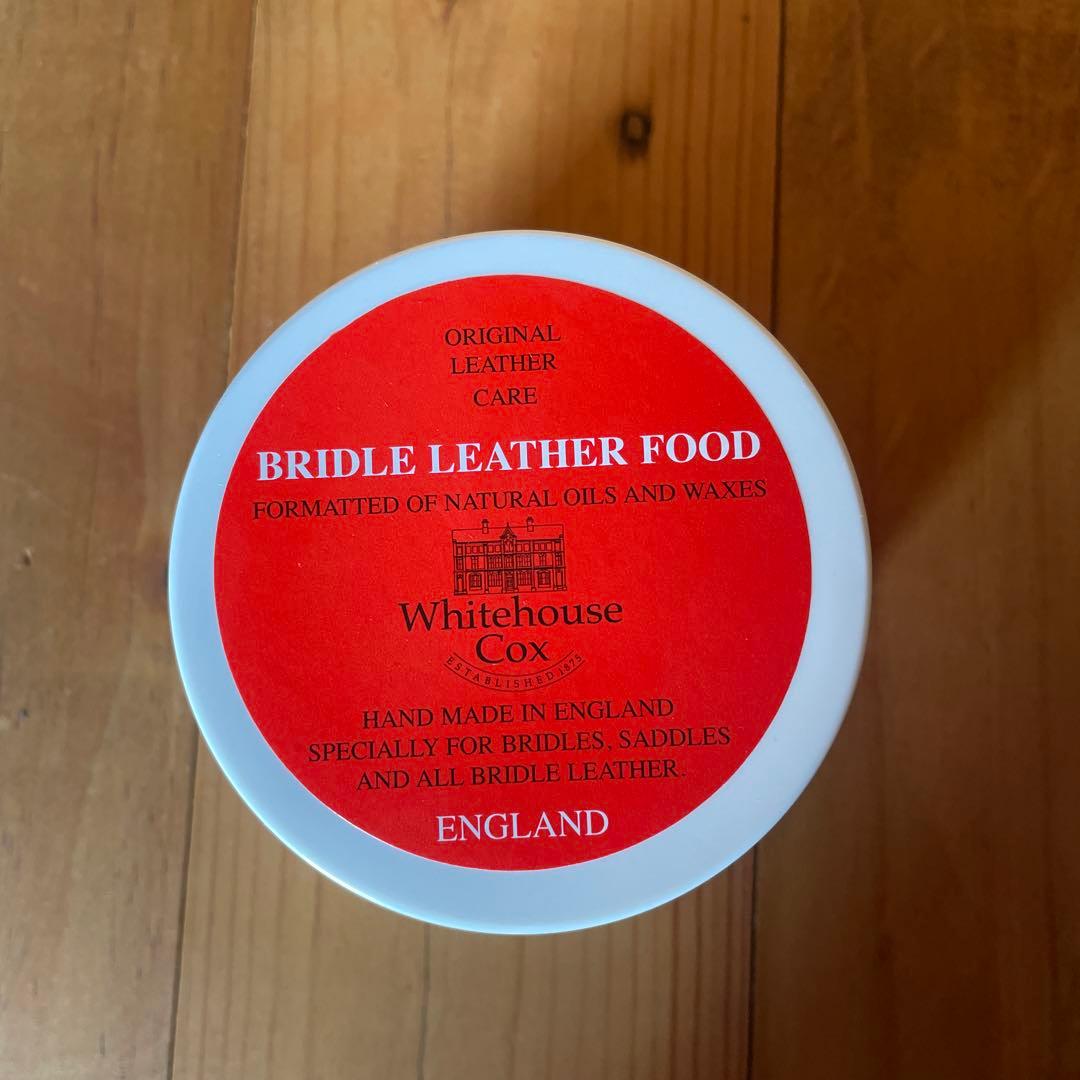 ORIGINAL
LEATHER
CARE
BRIDLE LEATHER FOOD
FORMATTED OF NATURAL OILS AND WAXES
Whitehouse
Cox
ESTABLISHED 1875
HAND MADE IN ENGLAND
SPECIALLY FOR BRIDLES, SADDLES
AND ALL BRIDLE LEATHER.
ENGLAND